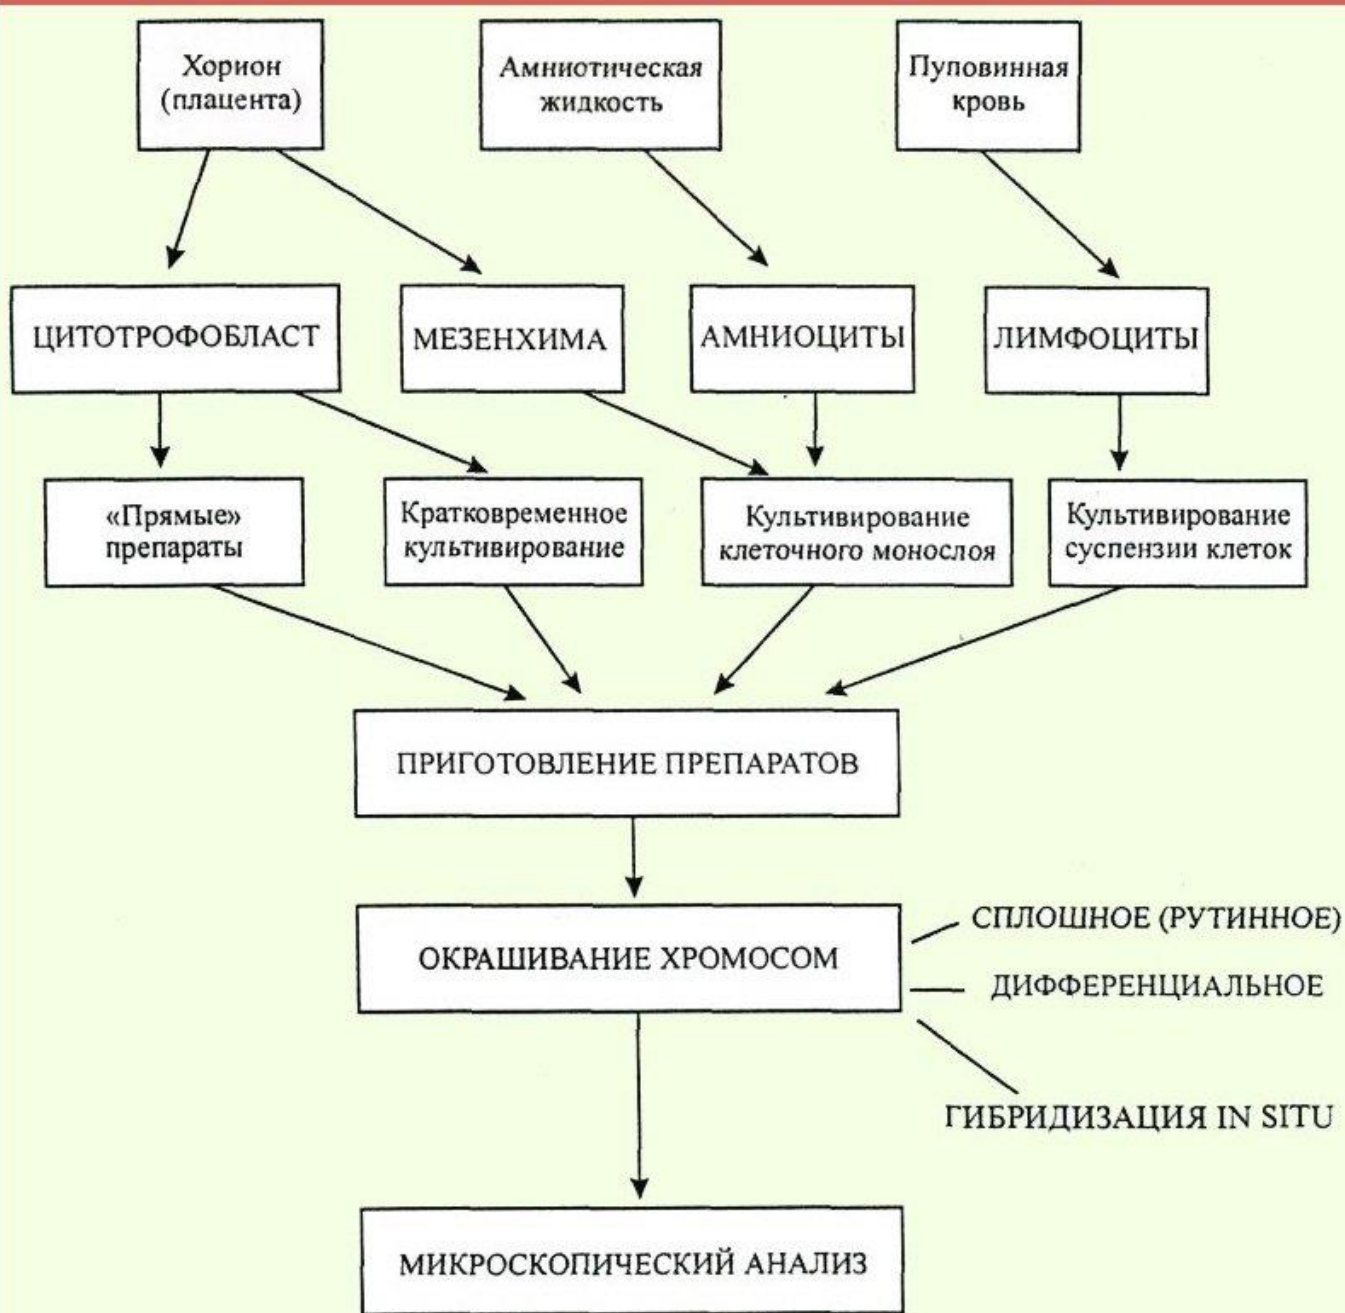 Хорион
(плацента)
Амниотическая
жидкость
Пуповинная
кровь
ЦИТОТРОФОБЛАСТ
МЕЗЕНХИМА
АМНИОЦИТЫ
ЛИМФОЦИТЫ
«Прямые»
препараты
Кратковременное
культивирование
Культивирование
клеточного монослоя
Культивирование
суспензии клеток
ПРИГОТОВЛЕНИЕ ПРЕПАРАТОВ
ОКРАШИВАНИЕ ХРОМОСОМ
СПЛОШНОЕ (РУТИННОЕ)
ДИФФЕРЕНЦИАЛЬНОЕ
ГИБРИДИЗАЦИЯ IN SITU
МИКРОСКОПИЧЕСКИЙ АНАЛИЗ